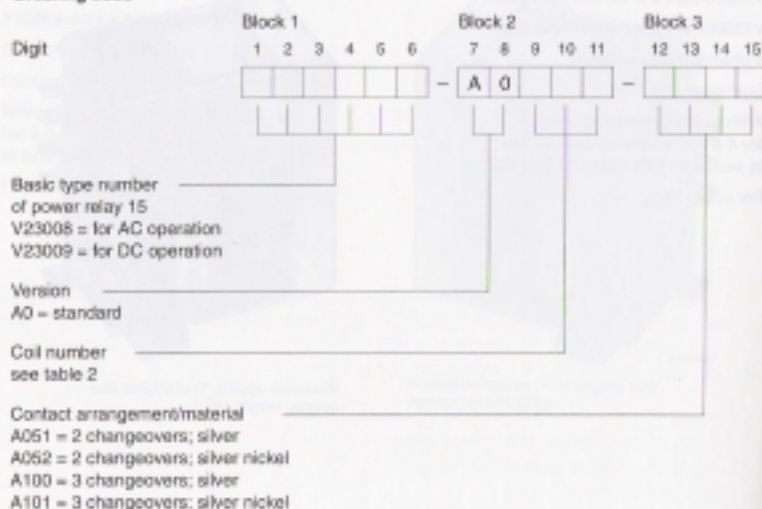 Block 1 Block 2 Block 3
Digit 1 2 3 4 5 6 7 8 9 10 11 12 13 14 15
– A 0 –
Basic type number
of power relay 15
V23008 = for AC operation
V23009 = for DC operation
Version
A0 = standard
Coil number
see table 2
Contact arrangement/material
A051 = 2 changeovers; silver
A052 = 2 changeovers; silver nickel
A100 = 3 changeovers; silver
A101 = 3 changeovers; silver nickel